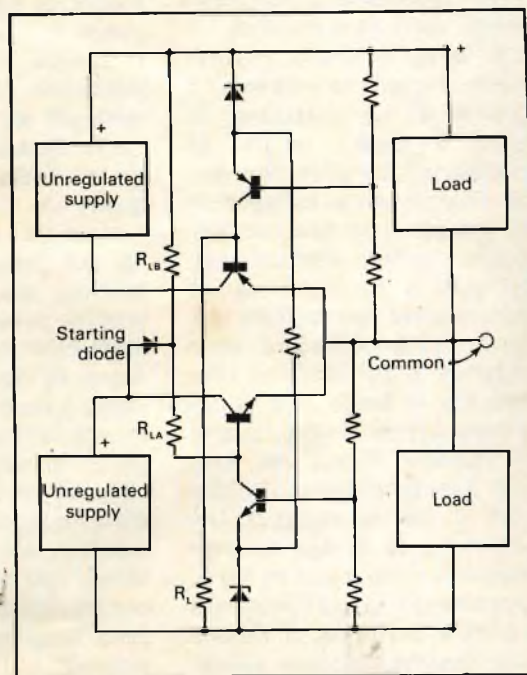 +
+
Unregulated
supply
Load
R_LB
Starting
diode
Common
+
R_LA
Unregulated
supply
Load
R_L